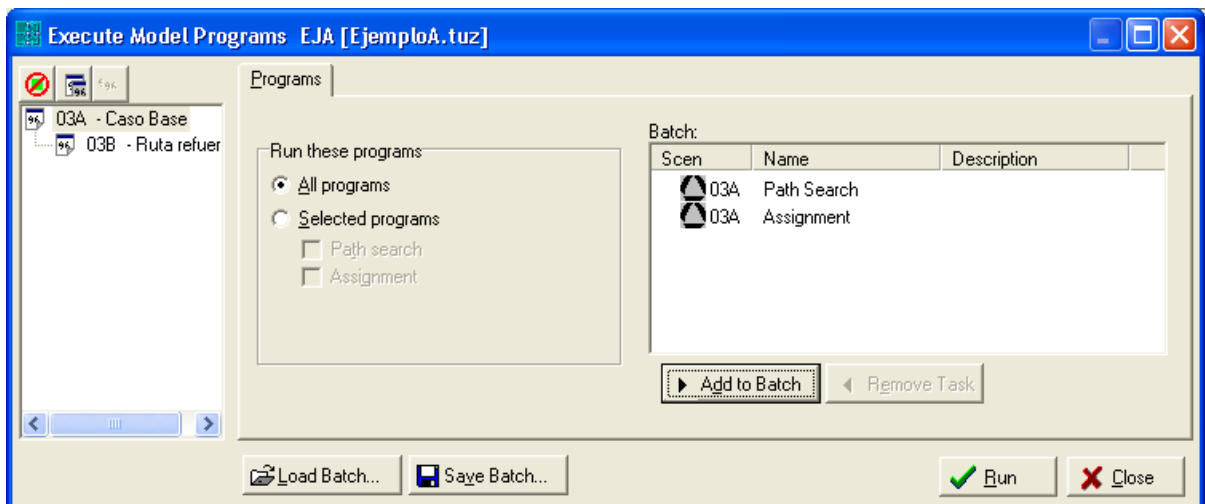 Execute Model Programs EJA [EjemploA.tuz]
Programs
03A - Caso Base
03B - Ruta refuer
Run these programs
All programs
Selected programs
Path search
Assignment
Batch:
Scen Name Description
03A Path Search
03A Assignment
Add to Batch Remove Task
Load Batch... Save Batch... Run Close